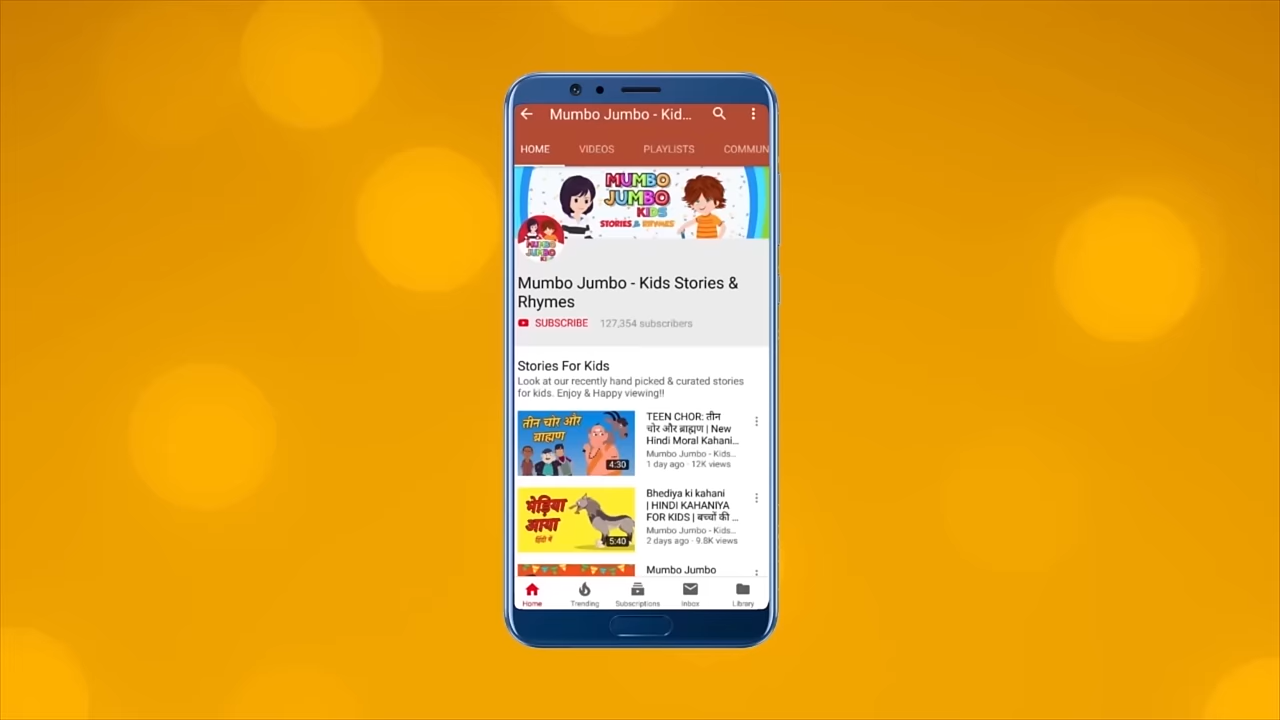 Mumbo Jumbo - Kid...
HOME VIDEOS PLAYLISTS COMMUN
MUMBO
JUMBO
KIDS
STORIES & RHYMES
MUMBO
JUMBO
Mumbo Jumbo - Kids Stories &
Rhymes
SUBSCRIBE 127,354 subscribers
Stories For Kids
Look at our recently hand picked & curated stories
for kids. Enjoy & Happy viewing!!
तीन चोर और
ब्राह्मण
4:30
TEEN CHOR: तीन
चोर और ब्राह्मण | New
Hindi Moral Kahani...
Mumbo Jumbo - Kids...
1 day ago · 12K views
भेड़िया
आया
हिंदी में
5:40
Bhediya ki kahani
| HINDI KAHANIYA
FOR KIDS | बच्चों की ...
Mumbo Jumbo - Kids...
2 days ago · 9.8K views
Mumbo Jumbo
Home Trending Subscriptions Inbox Library